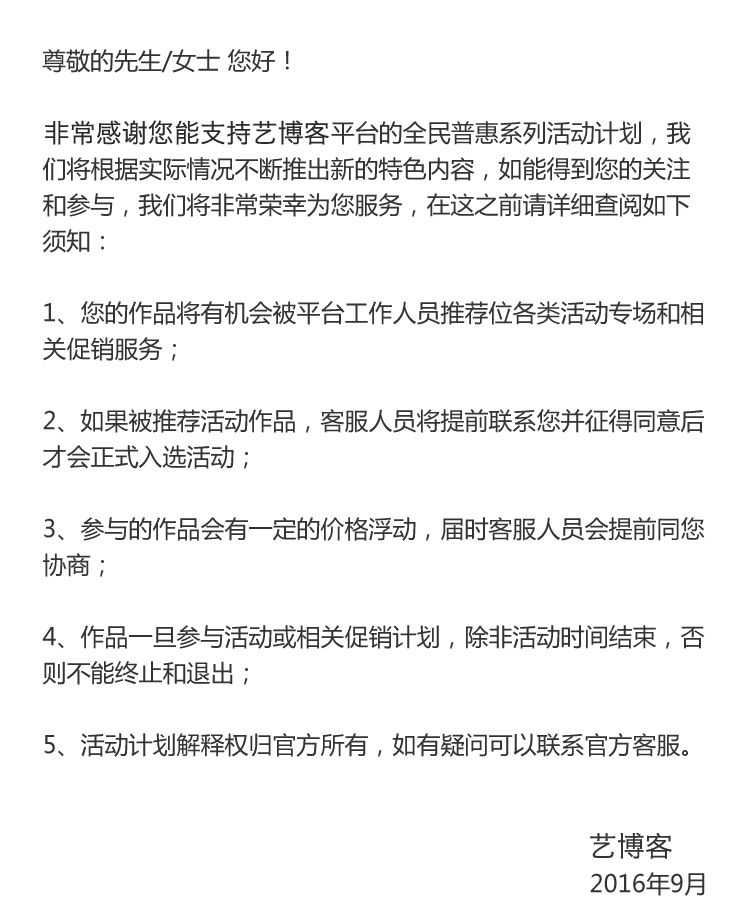 尊敬的先生/女士 您好！
非常感谢您能支持艺博客平台的全民普惠系列活动计划，我
们将根据实际情况不断推出新的特色内容，如能得到您的关注
和参与，我们将非常荣幸为您服务，在这之前请详细查阅如下
须知：
1、您的作品将有机会被平台工作人员推荐位各类活动专场和相
关促销服务；
2、如果被推荐活动作品，客服人员将提前联系您并征得同意后
才会正式入选活动；
3、参与的作品会有一定的价格浮动，届时客服人员会提前同您
协商；
4、作品一旦参与活动或相关促销计划，除非活动时间结束，否
则不能终止和退出；
5、活动计划解释权归官方所有，如有疑问可以联系官方客服。
艺博客
2016年9月